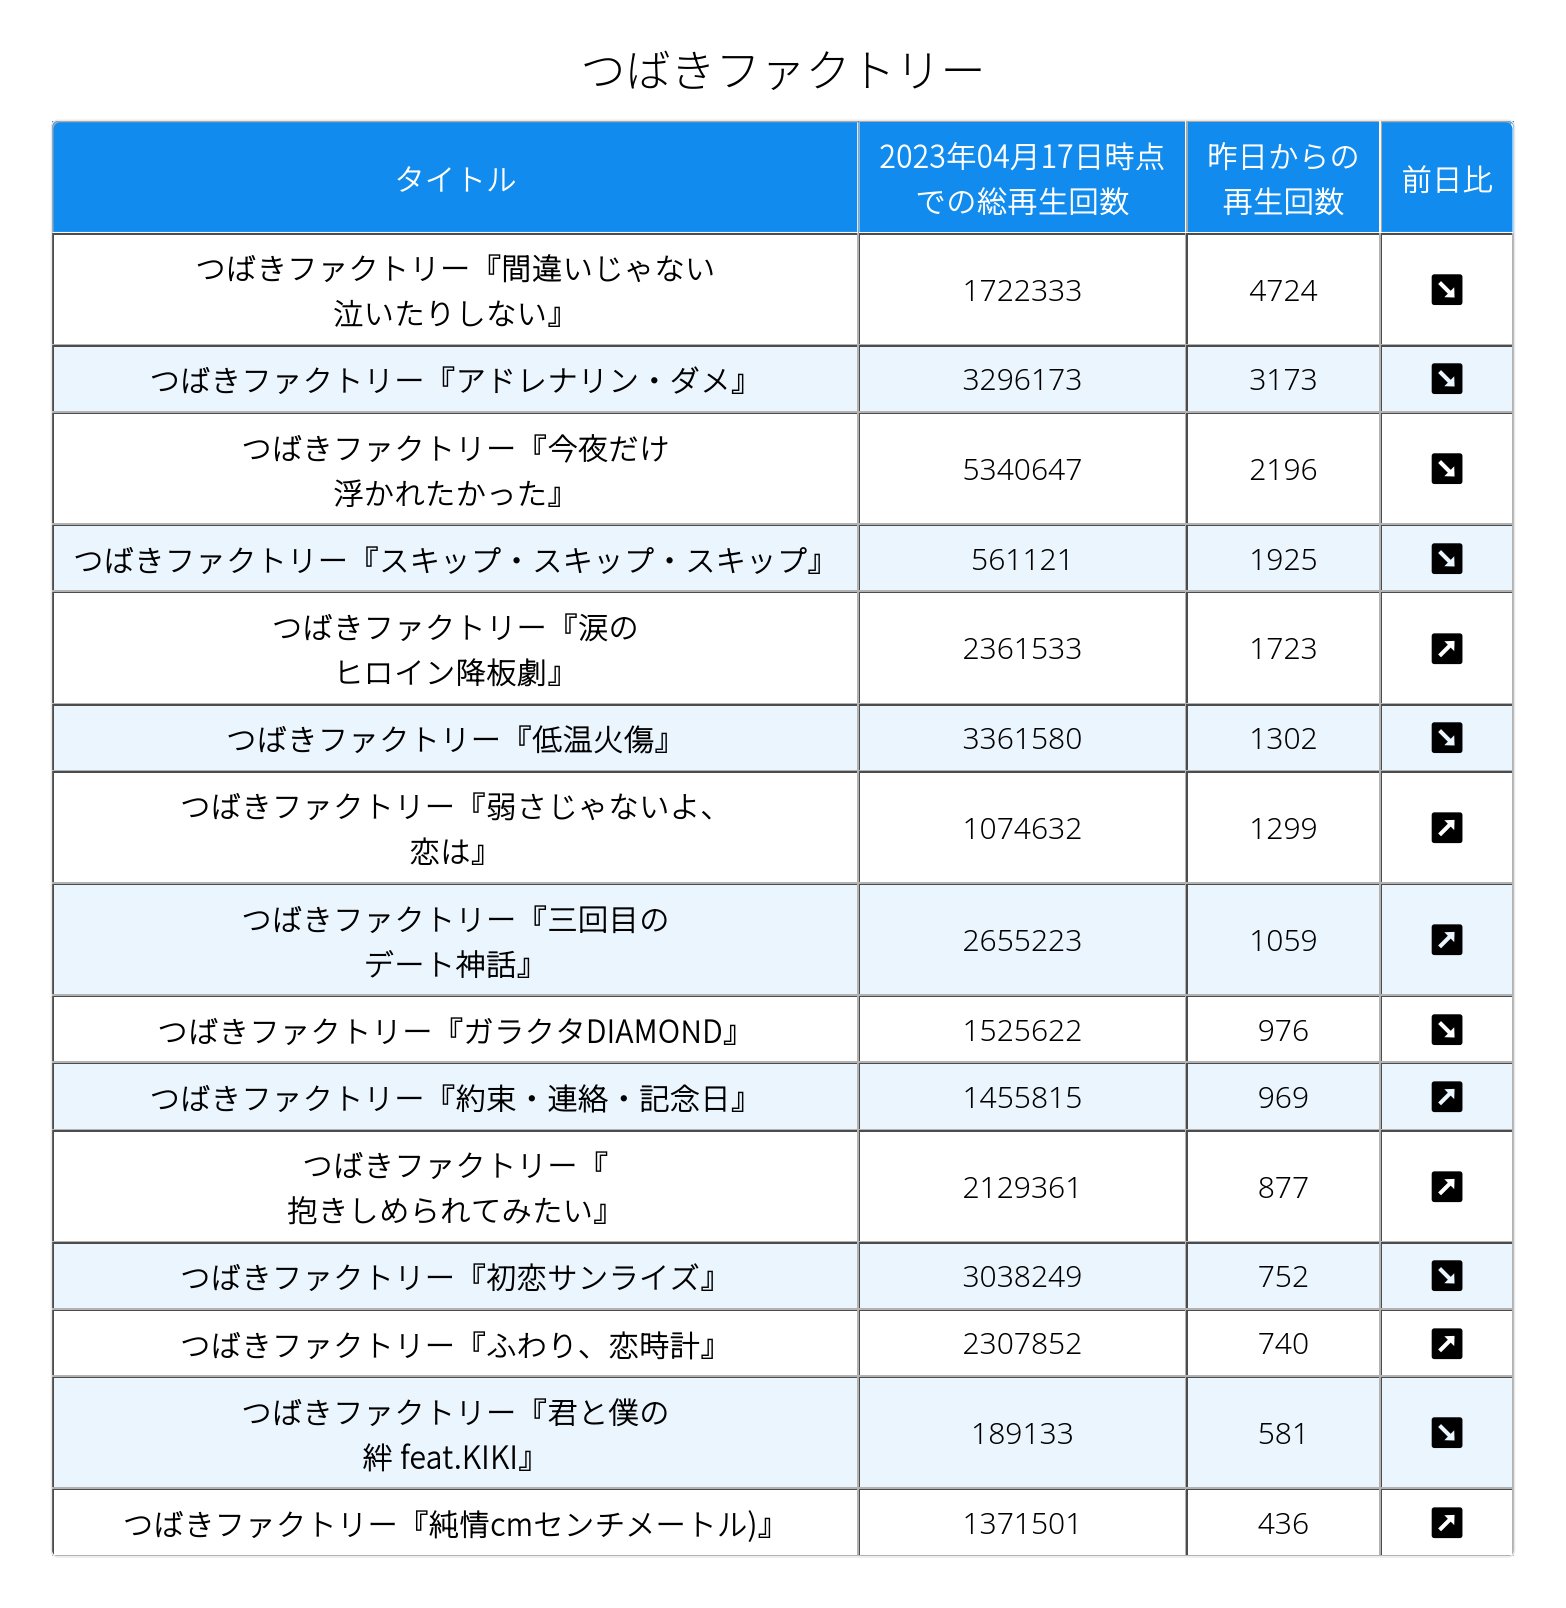 つばきファクトリー
タイトル
2023年04月17日時点
での総再生回数
昨日からの
再生回数
前日比
つばきファクトリー『間違いじゃない
泣いたりしない』
1722333
4724
つばきファクトリー『アドレナリン・ダメ』
3296173
3173
つばきファクトリー『今夜だけ
浮かれたかった』
5340647
2196
つばきファクトリー『スキップ・スキップ・スキップ』
561121
1925
つばきファクトリー『涙の
ヒロイン降板劇』
2361533
1723
つばきファクトリー『低温火傷』
3361580
1302
つばきファクトリー『弱さじゃないよ、
恋は』
1074632
1299
つばきファクトリー『三回目の
デート神話』
2655223
1059
つばきファクトリー『ガラクタDIAMOND』
1525622
976
つばきファクトリー『約束・連絡・記念日』
1455815
969
つばきファクトリー『
抱きしめられてみたい』
2129361
877
つばきファクトリー『初恋サンライズ』
3038249
752
つばきファクトリー『ふわり、恋時計』
2307852
740
つばきファクトリー『君と僕の
絆 feat.KIKI』
189133
581
つばきファクトリー『純情cmセンチメートル)』
1371501
436